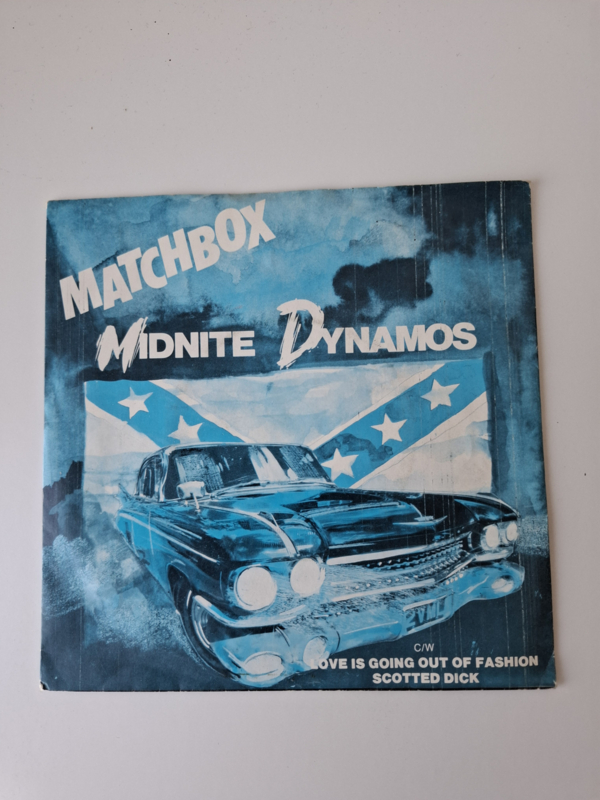 MATCHBOX
MIDNITE DYNAMOS
C/W
LOVE IS GOING OUT OF FASHION
SCOTTED DICK